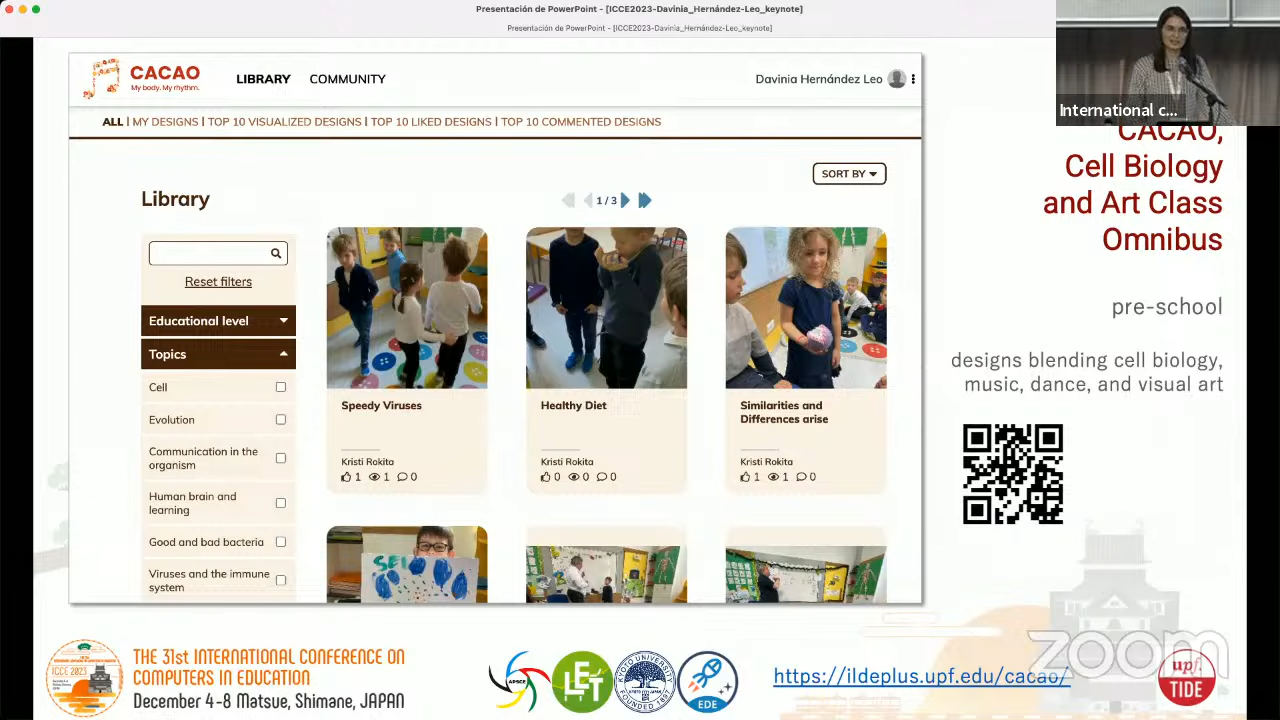 Presentación de PowerPoint - [ICCE2023-Davinia_Hernández-Leo_keynote]
Presentación de PowerPoint - [ICCE2023-Davinia_Hernández-Leo_keynote]
International c...
CACAO
My body. My rhythm.
LIBRARY
COMMUNITY
Davinia Hernández Leo
ALL | MY DESIGNS | TOP 10 VISUALIZED DESIGNS | TOP 10 LIKED DESIGNS | TOP 10 COMMENTED DESIGNS
SORT BY
Library
1 / 3
Reset filters
Educational level
Topics
Cell
Evolution
Communication in the
organism
Human brain and
learning
Good and bad bacteria
Viruses and the immune
system
Speedy Viruses
Kristi Rokita
1 1 0
Healthy Diet
Kristi Rokita
0 0 0
Similarities and
Differences arise
Kristi Rokita
1 1 0
CACAO,
Cell Biology
and Art Class
Omnibus
pre-school
designs blending cell biology,
music, dance, and visual art
ICCE 2023
THE 31st INTERNATIONAL CONFERENCE ON
COMPUTERS IN EDUCATION
December 4-8 Matsue, Shimane, JAPAN
APSCE
LET
EDE
https://ildeplus.upf.edu/cacao/
zoom
upf.
TIDE